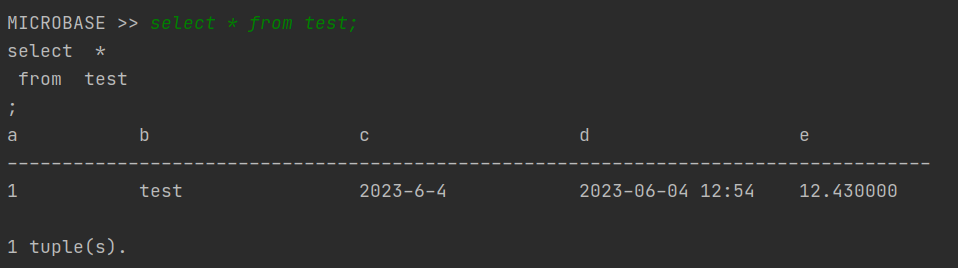 MICROBASE >> select * from test;
select  *
 from  test
;
a           b                   c                   d                   e
------------------------------------------------------------------------------------
1           test                2023-6-4            2023-06-04 12:54    12.430000
1 tuple(s).